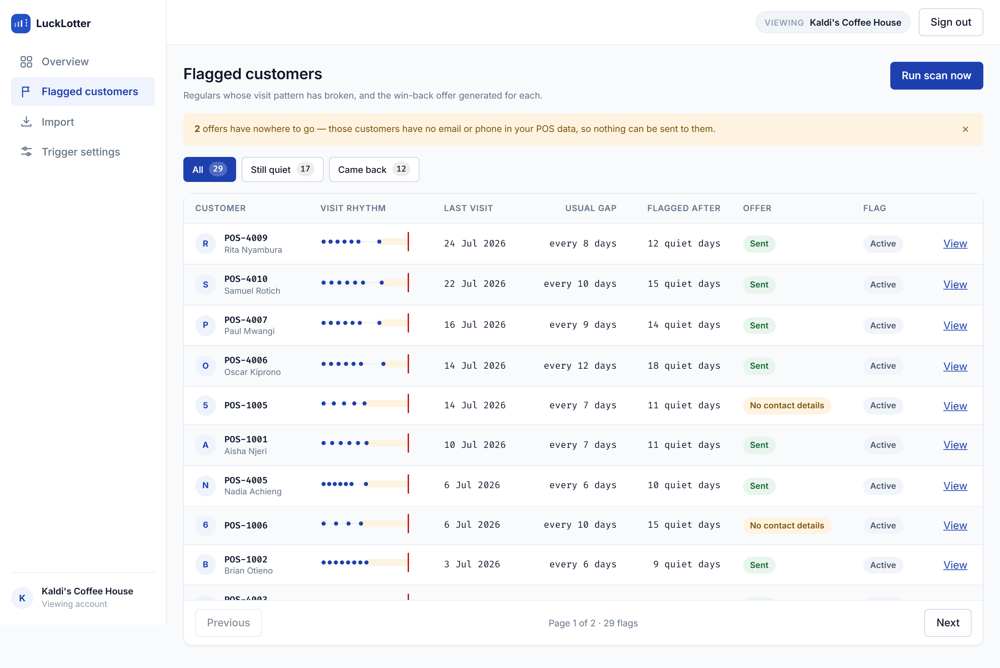 LuckLotter
VIEWING Kaldi's Coffee House
Sign out
Overview
Flagged customers
Import
Trigger settings
Flagged customers
Run scan now
Regulars whose visit pattern has broken, and the win-back offer generated for each.
2 offers have nowhere to go — those customers have no email or phone in your POS data, so nothing can be sent to them. ×
All 29 Still quiet 17 Came back 12
CUSTOMER VISIT RHYTHM LAST VISIT USUAL GAP FLAGGED AFTER OFFER FLAG
R POS-4009 24 Jul 2026 every 8 days 12 quiet days Sent Active View
Rita Nyambura
S POS-4010 22 Jul 2026 every 10 days 15 quiet days Sent Active View
Samuel Rotich
P POS-4007 16 Jul 2026 every 9 days 14 quiet days Sent Active View
Paul Mwangi
O POS-4006 14 Jul 2026 every 12 days 18 quiet days Sent Active View
Oscar Kiprono
5 POS-1005 14 Jul 2026 every 7 days 11 quiet days No contact details Active View
A POS-1001 10 Jul 2026 every 7 days 11 quiet days Sent Active View
Aisha Njeri
N POS-4005 6 Jul 2026 every 6 days 10 quiet days Sent Active View
Nadia Achieng
6 POS-1006 6 Jul 2026 every 10 days 15 quiet days No contact details Active View
B POS-1002 3 Jul 2026 every 6 days 9 quiet days Sent Active View
Brian Otieno
POS-4003
Previous Page 1 of 2 · 29 flags Next
K Kaldi's Coffee House
Viewing account